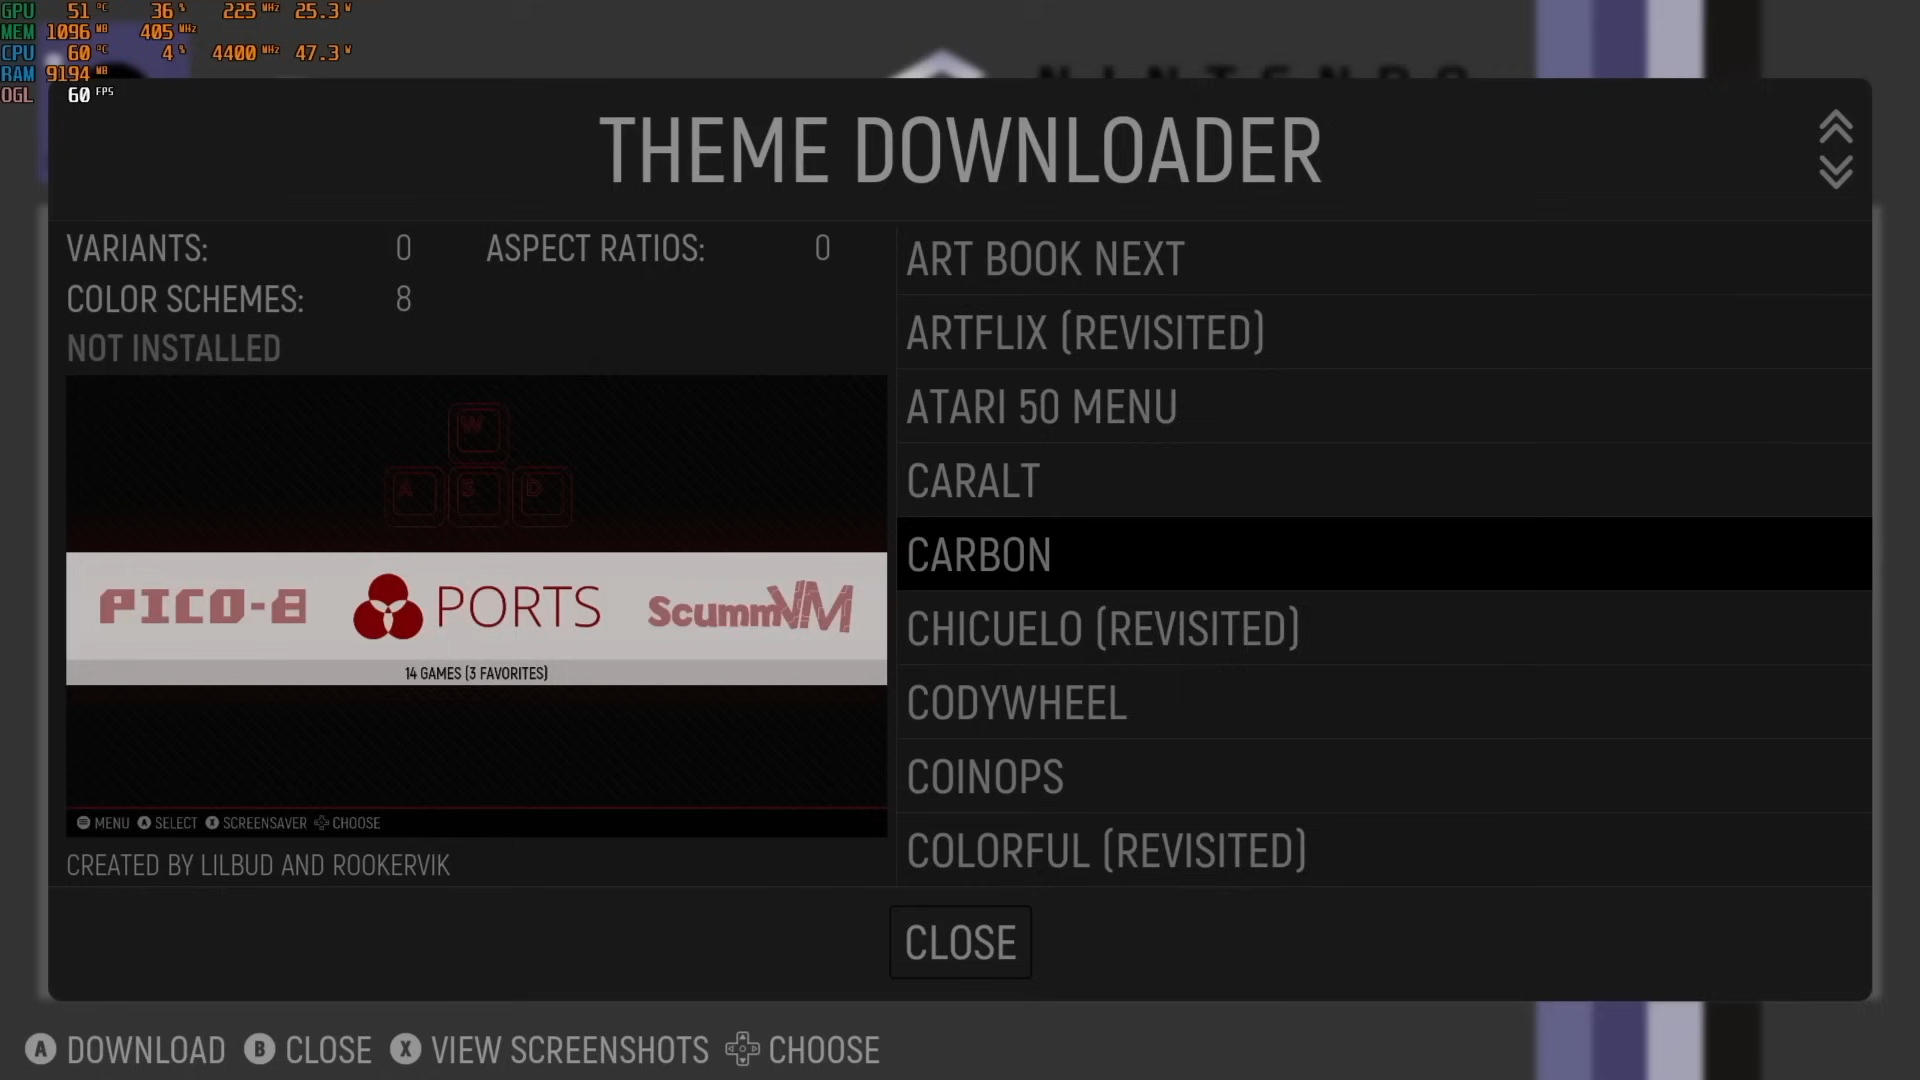 GPU 51 °C 36 % 225 MHz 25.3 W
MEM 1096 MB 405 MHz
CPU 60 °C 4 % 4400 MHz 47.3 W
RAM 9194 MB
OGL 60 FPS
NINTENDO
THEME DOWNLOADER
VARIANTS: 0 ASPECT RATIOS: 0
COLOR SCHEMES: 8
NOT INSTALLED
W
A S D
PICO-8 PORTS ScummVM
14 GAMES (3 FAVORITES)
MENU A SELECT X SCREENSAVER CHOOSE
CREATED BY LILBUD AND ROOKERVIK
ART BOOK NEXT
ARTFLIX (REVISITED)
ATARI 50 MENU
CARALT
CARBON
CHICUELO (REVISITED)
CODYWHEEL
COINOPS
COLORFUL (REVISITED)
CLOSE
A DOWNLOAD B CLOSE X VIEW SCREENSHOTS CHOOSE